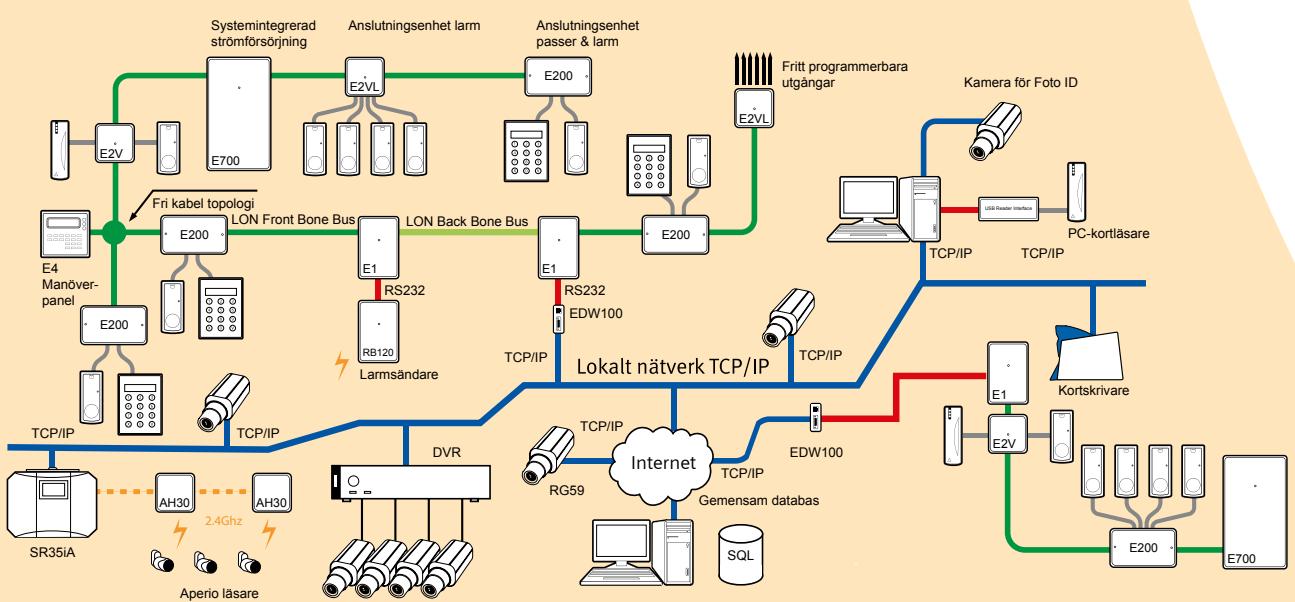 Systemintegrerad
strömförsörjning
Anslutningsenhet larm
Anslutningsenhet
passer & larm
Fritt programmerbara
utgångar
Kamera för Foto ID
E2VL
E200
E2VL
E2V
E700
USB Reader Interface
PC-kortläsare
TCP/IP
TCP/IP
Fri kabel topologi
LON Front Bone Bus
LON Back Bone Bus
E200
E200
E1
E1
E4
Manöver-
panel
RS232
RS232
EDW100
E200
RB120
Larmsändare
TCP/IP
Lokalt nätverk TCP/IP
TCP/IP
Kortskrivare
E1
TCP/IP
TCP/IP
DVR
TCP/IP
Internet
TCP/IP
EDW100
E2V
RG59
Gemensam databas
AH30
AH30
2.4Ghz
SR35iA
SQL
E200
E700
Aperio läsare